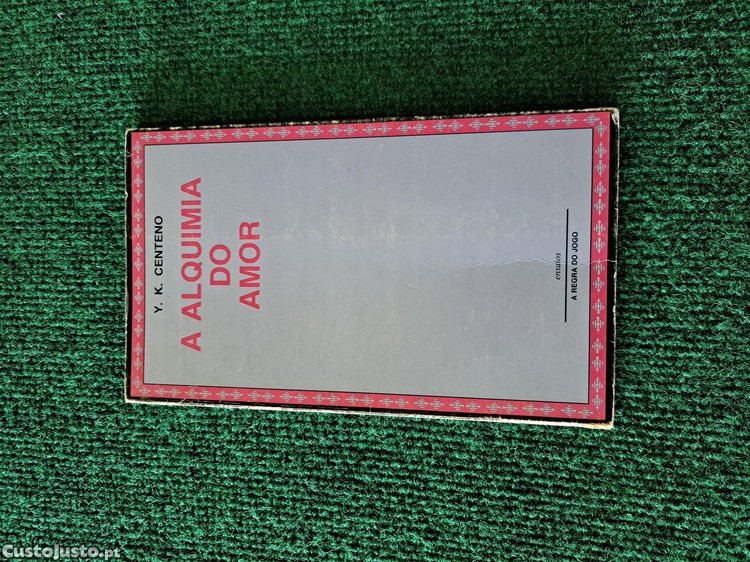 Y. K. CENTENO
A ALQUIMIA
DO
AMOR
ensaios
A REGRA DO JOGO
CustoJusto.pt